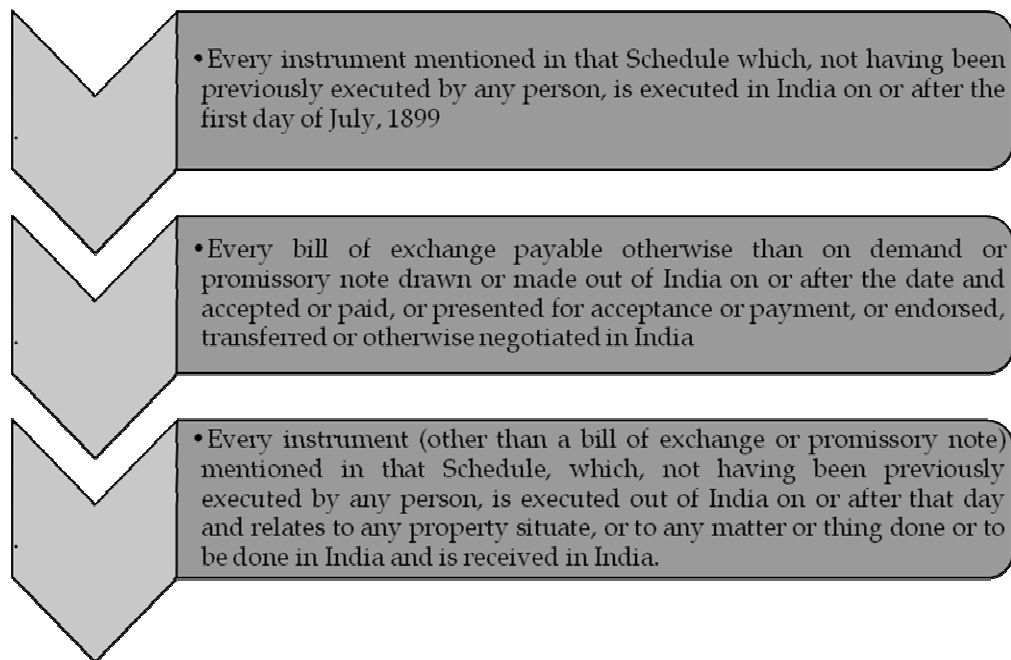 •Every instrument mentioned in that Schedule which, not having been
previously executed by any person, is executed in India on or after the
first day of July, 1899
.
•Every bill of exchange payable otherwise than on demand or
promissory note drawn or made out of India on or after the date and
accepted or paid, or presented for acceptance or payment, or endorsed,
transferred or otherwise negotiated in India
.
•Every instrument (other than a bill of exchange or promissory note)
mentioned in that Schedule, which, not having been previously
executed by any person, is executed out of India on or after that day
and relates to any property situate, or to any matter or thing done or to
be done in India and is received in India.
.